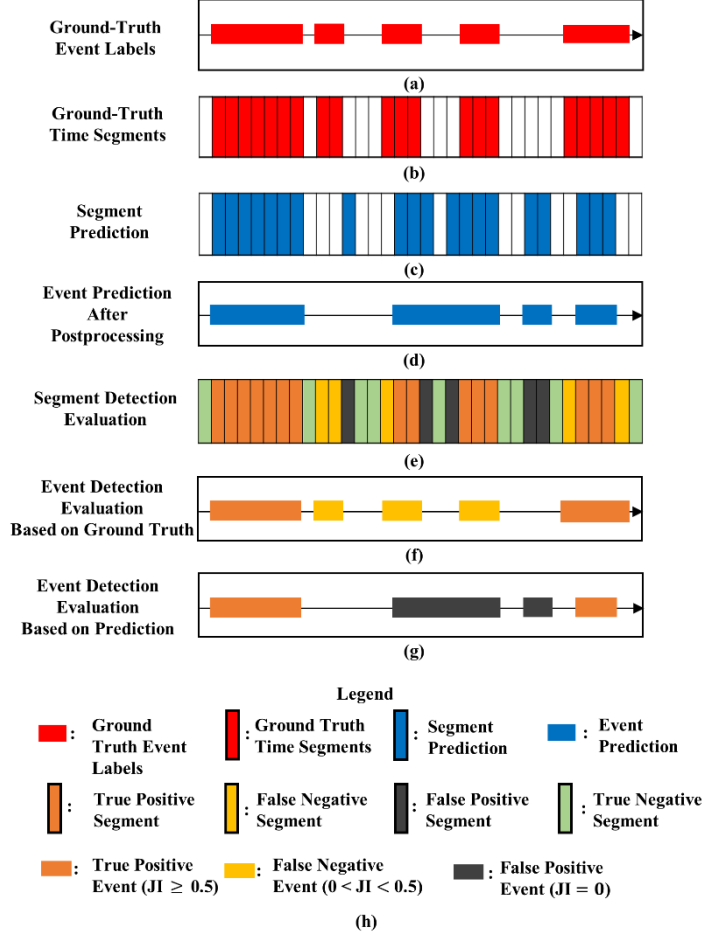 Ground-Truth
Event Labels
(a)
Ground-Truth
Time Segments
(b)
Segment
Prediction
(c)
Event Prediction
After
Postprocessing
(d)
Segment Detection
Evaluation
(e)
Event Detection
Evaluation
Based on Ground Truth
(f)
Event Detection
Evaluation
Based on Prediction
(g)
Legend
: Ground
Truth Event
Labels
: Ground Truth
Time Segments
: Segment
Prediction
: Event
Prediction
: True Positive
Segment
: False Negative
Segment
: False Positive
Segment
: True Negative
Segment
: True Positive
Event (JI ≥ 0.5)
: False Negative
Event (0 < JI < 0.5)
: False Positive
Event (JI = 0)
(h)